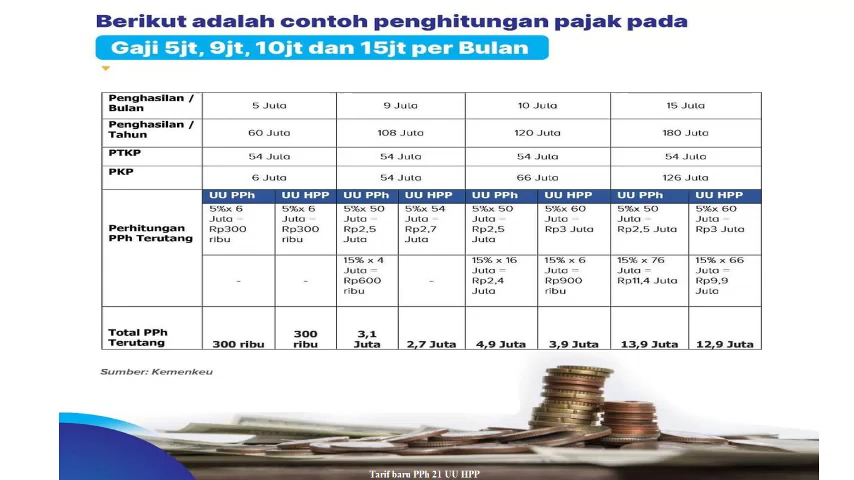 Berikut adalah contoh penghitungan pajak pada
Gaji 5jt, 9jt, 10jt dan 15jt per Bulan
Penghasilan / Bulan 5 Juta 9 Juta 10 Juta 15 Juta
Penghasilan / Tahun 60 Juta 108 Juta 120 Juta 180 Juta
PTKP 54 Juta 54 Juta 54 Juta 54 Juta
PKP 6 Juta 54 Juta 66 Juta 126 Juta
UU PPh UU HPP UU PPh UU HPP UU PPh UU HPP UU PPh UU HPP
Perhitungan PPh Terutang
5%x 6 Juta = Rp300 ribu
5%x 6 Juta = Rp300 ribu
5%x 50 Juta = Rp2,5 Juta
5%x 54 Juta = Rp2,7 Juta
5%x 50 Juta = Rp2,5 Juta
5%x 60 Juta = Rp3 Juta
5%x 50 Juta = Rp2,5 Juta
5%x 60 Juta = Rp3 Juta
-
-
15% x 4 Juta = Rp600 ribu
-
15% x 16 Juta = Rp2,4 Juta
15% x 6 Juta = Rp900 ribu
15% x 76 Juta = Rp11,4 Juta
15% x 66 Juta = Rp9,9 Juta
Total PPh Terutang 300 ribu 300 ribu 3,1 Juta 2,7 Juta 4,9 Juta 3,9 Juta 13,9 Juta 12,9 Juta
Sumber: Kemenkeu
Tarif baru PPh 21 UU HPP